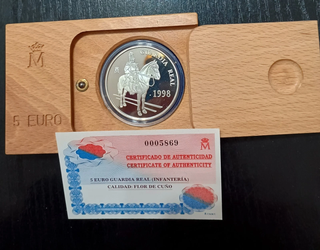 GUARDIA REAL
1998
M
5 EURO
0005869
M
CERTIFICADO DE AUTENTICIDAD
CERTIFICATE OF AUTHENTICITY
5 EURO GUARDIA REAL (INFANTERÍA)
CALIDAD: FLOR DE CUÑO